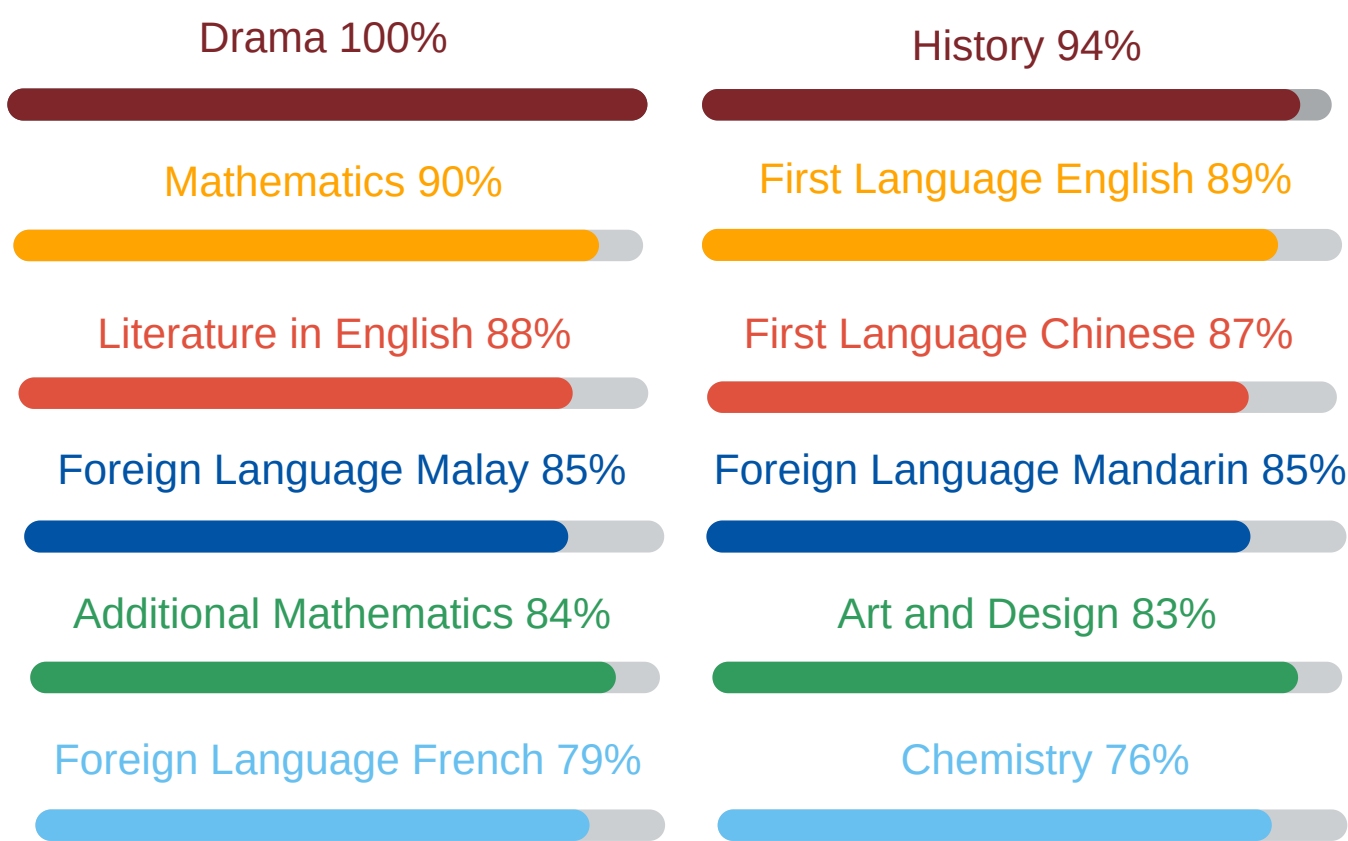 Drama 100%
History 94%
Mathematics 90%
First Language English 89%
Literature in English 88%
First Language Chinese 87%
Foreign Language Malay 85%
Foreign Language Mandarin 85%
Additional Mathematics 84%
Art and Design 83%
Foreign Language French 79%
Chemistry 76%